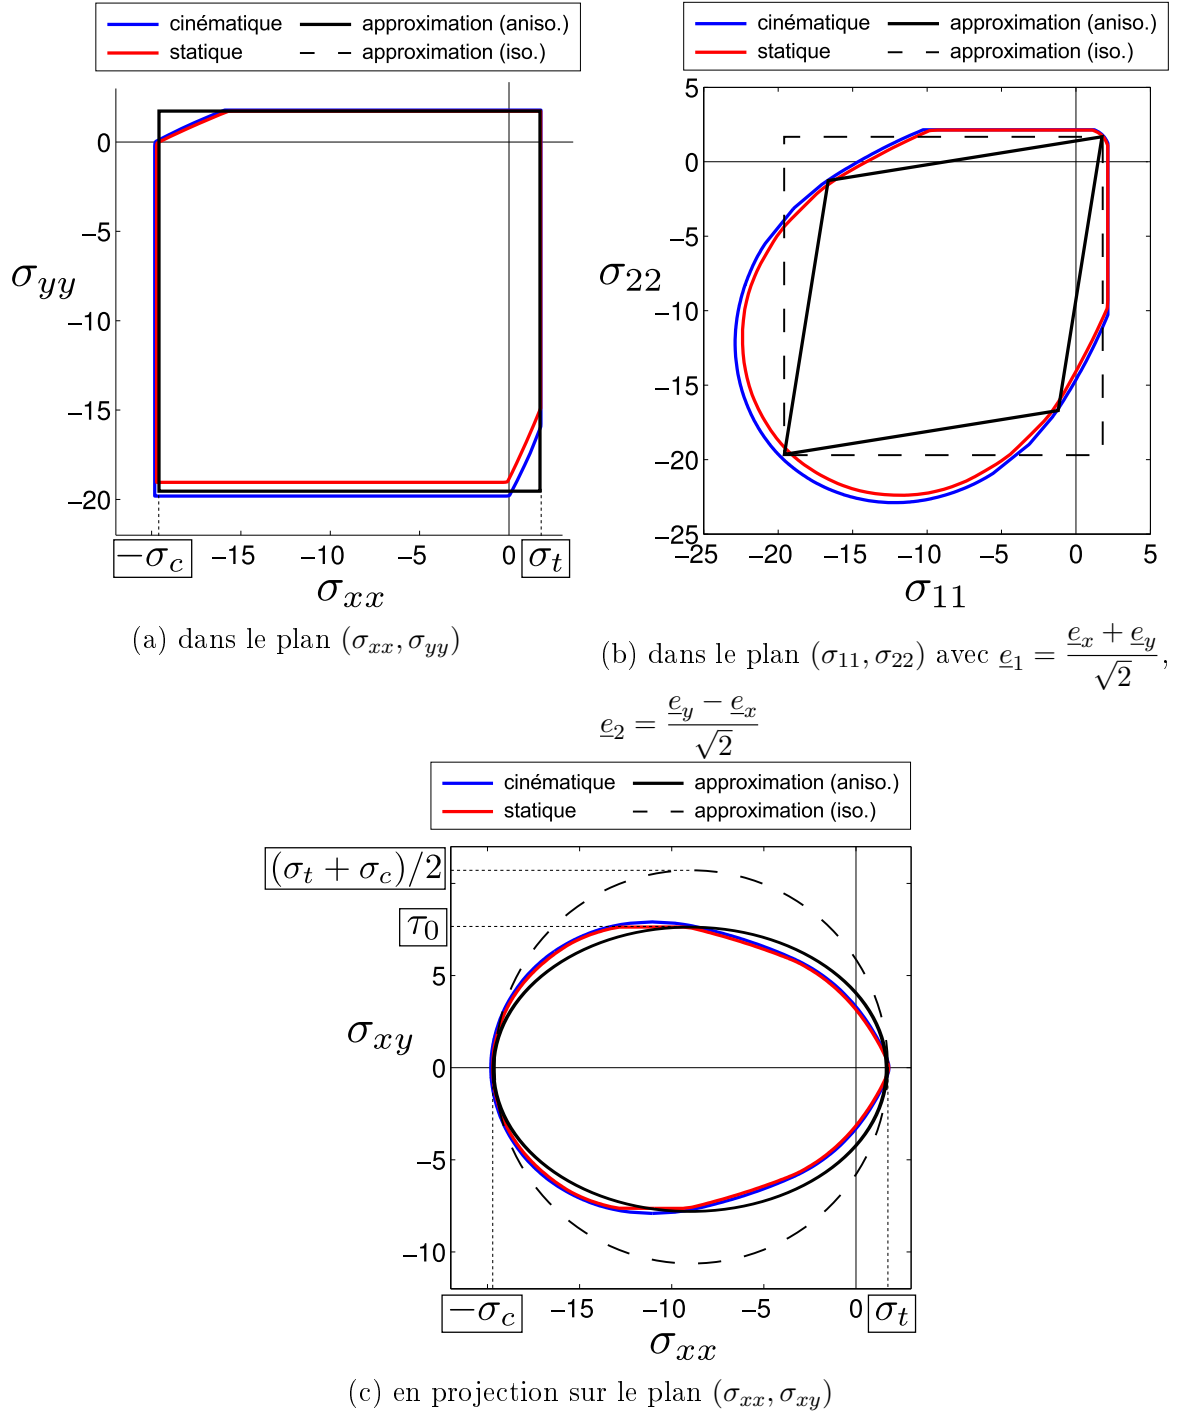 cinématique
approximation (aniso.)
statique
approximation (iso.)
0
−5
σyy
−10
−15
−20
−σc
−15
−10
−5
0
σt
σxx
(a) dans le plan (σxx, σyy)
cinématique
approximation (aniso.)
statique
approximation (iso.)
5
0
−5
σ22
−10
−15
−20
−25
−25
−20
−15
−10
−5
0
5
σ11
(b) dans le plan (σ11, σ22) avec e1 = (ex + ey)/√2,
e2 = (ey − ex)/√2
cinématique
approximation (aniso.)
statique
approximation (iso.)
(σt + σc)/2
τ0
5
σxy
0
−5
−10
−σc
−15
−10
−5
0
σt
σxx
(c) en projection sur le plan (σxx, σxy)